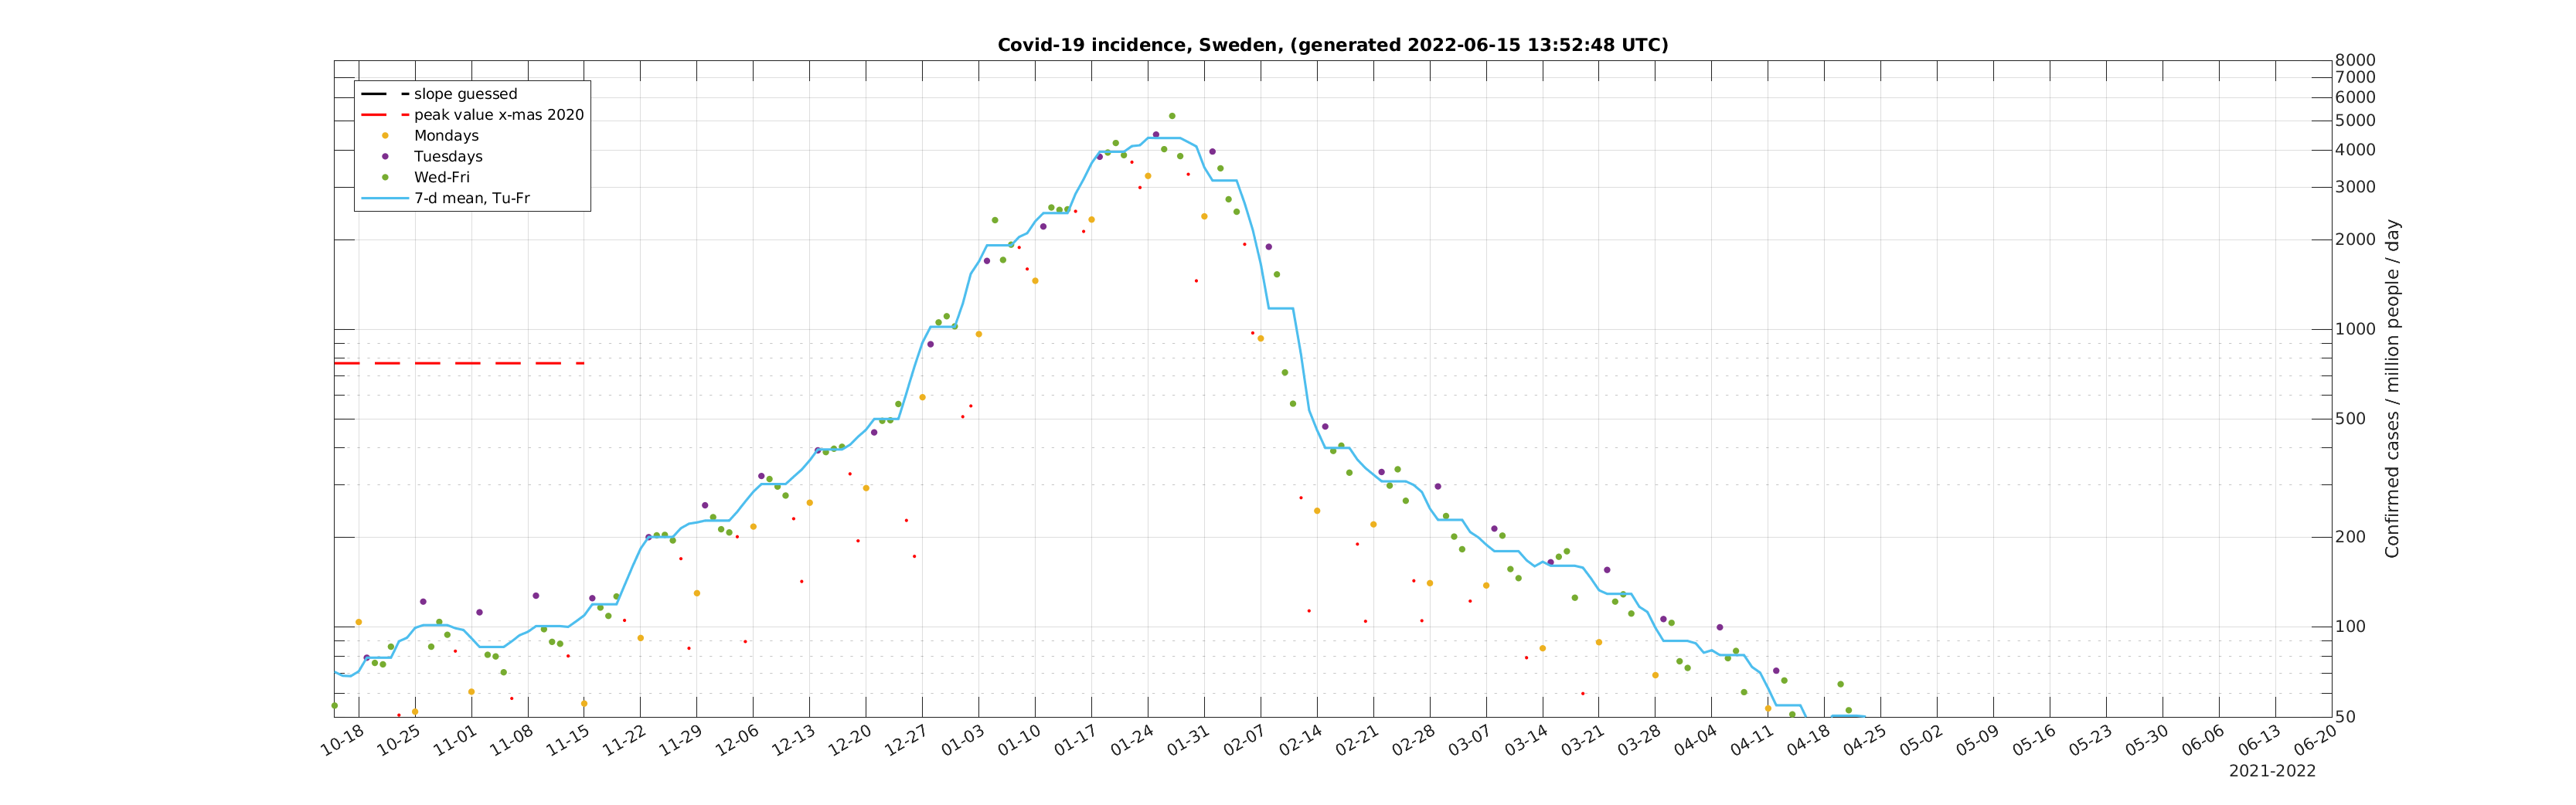 Covid-19 incidence, Sweden, (generated 2022-06-15 13:52:48 UTC)
slope guessed
peak value x-mas 2020
Mondays
Tuesdays
Wed-Fri
7-d mean, Tu-Fr
8000
7000
6000
5000
4000
3000
2000
1000
500
200
100
50
Confirmed cases / million people / day
10-18 10-25 11-01 11-08 11-15 11-22 11-29 12-06 12-13 12-20 12-27 01-03 01-10 01-17 01-24 01-31 02-07 02-14 02-21 02-28 03-07 03-14 03-21 03-28 04-04 04-11 04-18 04-25 05-02 05-09 05-16 05-23 05-30 06-06 06-13 06-20
2021-2022